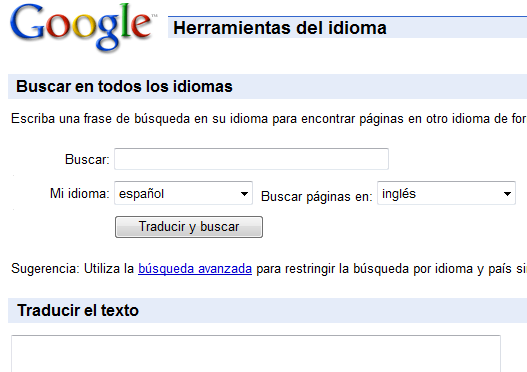 Google™ Herramientas del idioma
Buscar en todos los idiomas
Escriba una frase de búsqueda en su idioma para encontrar páginas en otro idioma de for
Buscar:
Mi idioma: español Buscar páginas en: inglés
Traducir y buscar
Sugerencia: Utiliza la búsqueda avanzada para restringir la búsqueda por idioma y país si
Traducir el texto